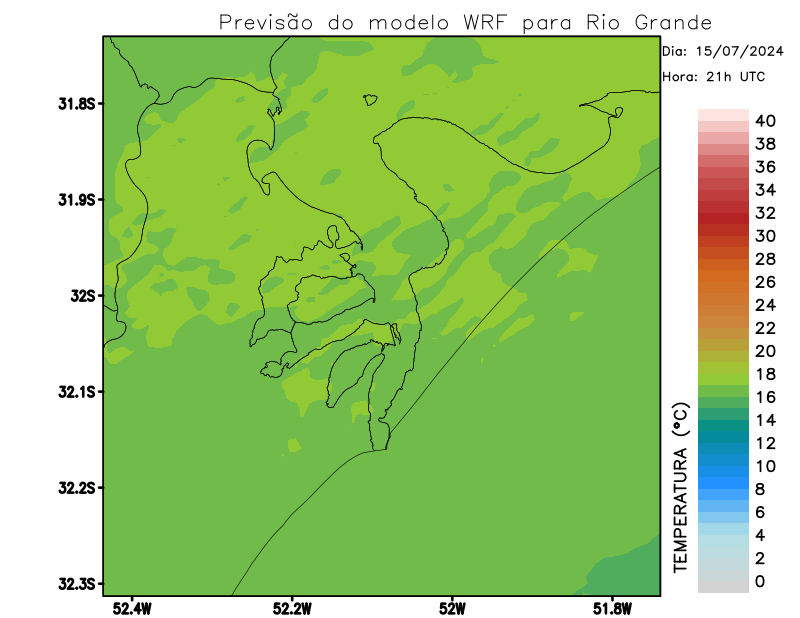 Previsão do modelo WRF para Rio Grande
Dia: 15/07/2024
Hora: 21h UTC
31.8S
31.9S
32S
32.1S
32.2S
32.3S
52.4W
52.2W
52W
51.8W
TEMPERATURA (°C)
40
38
36
34
32
30
28
26
24
22
20
18
16
14
12
10
8
6
4
2
0